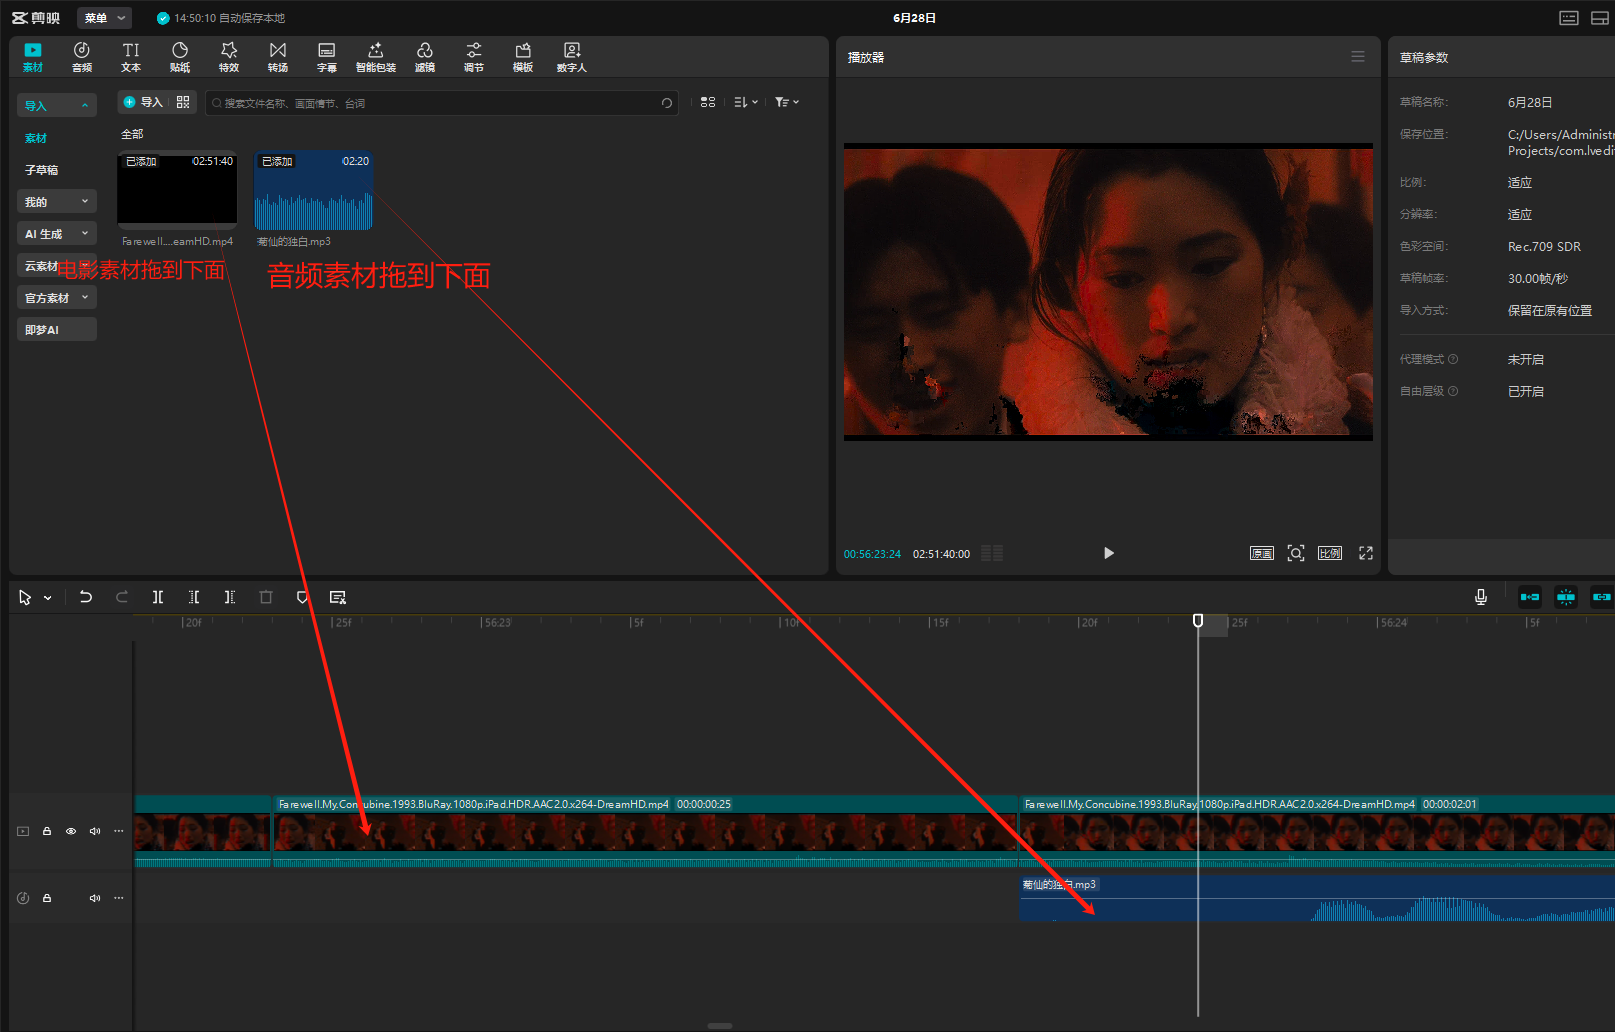 剪映
菜单
14:50:10 自动保存本地
6月28日
素材
音频
文本
贴纸
特效
转场
字幕
智能包装
滤镜
调节
模板
数字人
播放器
草稿参数
导入
素材
子草稿
我的
AI 生成
云素材
官方素材
即梦AI
导入
搜索文件名称、画面情节、台词
全部
已添加
02:51:40
已添加
02:20
Farewell....eamHD.mp4
菊仙的独白.mp3
电影素材拖到下面
音频素材拖到下面
00:56:23:24
02:51:40:00
原画
比例
草稿名称:
6月28日
保存位置:
C:/Users/Administr
Projects/com.lvedi
比例:
适应
分辨率:
适应
色彩空间:
Rec.709 SDR
草稿帧率:
30.00帧/秒
导入方式:
保留在原有位置
代理模式
未开启
自由层级
已开启
20f
25f
56:23
5f
10f
15f
20f
25f
56:24
5f
Farewell.My.Concubine.1993.BluRay.1080p.iPad.HDR.AAC2.0.x264-DreamHD.mp4 00:00:00:25
Farewell.My.Concubine.1993.BluRay.1080p.iPad.HDR.AAC2.0.x264-DreamHD.mp4 00:00:02:01
菊仙的独白.mp3